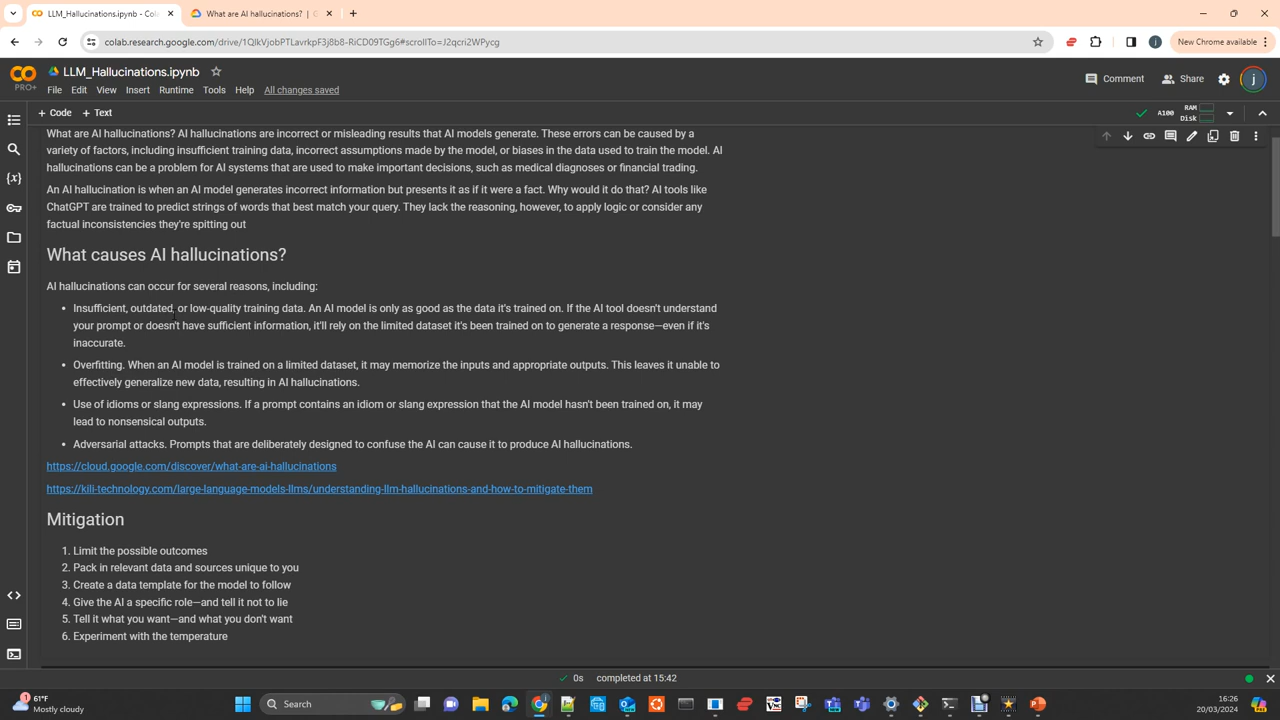 LLM_Hallucinations.ipynb - Cola
What are AI hallucinations? | G
colab.research.google.com/drive/1QlkVjobPTLavrkpF3j8b8-RiCD09TGg6#scrollTo=J2qcri2WPycg
New Chrome available
PRO+
LLM_Hallucinations.ipynb
File Edit View Insert Runtime Tools Help All changes saved
Comment
Share
j
+ Code + Text
A100
RAM
Disk
What are AI hallucinations? AI hallucinations are incorrect or misleading results that AI models generate. These errors can be caused by a
variety of factors, including insufficient training data, incorrect assumptions made by the model, or biases in the data used to train the model. AI
hallucinations can be a problem for AI systems that are used to make important decisions, such as medical diagnoses or financial trading.
An AI hallucination is when an AI model generates incorrect information but presents it as if it were a fact. Why would it do that? AI tools like
ChatGPT are trained to predict strings of words that best match your query. They lack the reasoning, however, to apply logic or consider any
factual inconsistencies they're spitting out
What causes AI hallucinations?
AI hallucinations can occur for several reasons, including:
• Insufficient, outdated, or low-quality training data. An AI model is only as good as the data it's trained on. If the AI tool doesn't understand
your prompt or doesn't have sufficient information, it'll rely on the limited dataset it's been trained on to generate a response—even if it's
inaccurate.
• Overfitting. When an AI model is trained on a limited dataset, it may memorize the inputs and appropriate outputs. This leaves it unable to
effectively generalize new data, resulting in AI hallucinations.
• Use of idioms or slang expressions. If a prompt contains an idiom or slang expression that the AI model hasn't been trained on, it may
lead to nonsensical outputs.
• Adversarial attacks. Prompts that are deliberately designed to confuse the AI can cause it to produce AI hallucinations.
https://cloud.google.com/discover/what-are-ai-hallucinations
https://kili-technology.com/large-language-models-llms/understanding-llm-hallucinations-and-how-to-mitigate-them
Mitigation
1. Limit the possible outcomes
2. Pack in relevant data and sources unique to you
3. Create a data template for the model to follow
4. Give the AI a specific role—and tell it not to lie
5. Tell it what you want—and what you don't want
6. Experiment with the temperature
0s completed at 15:42
1
61°F
Mostly cloudy
Search
16:26
20/03/2024